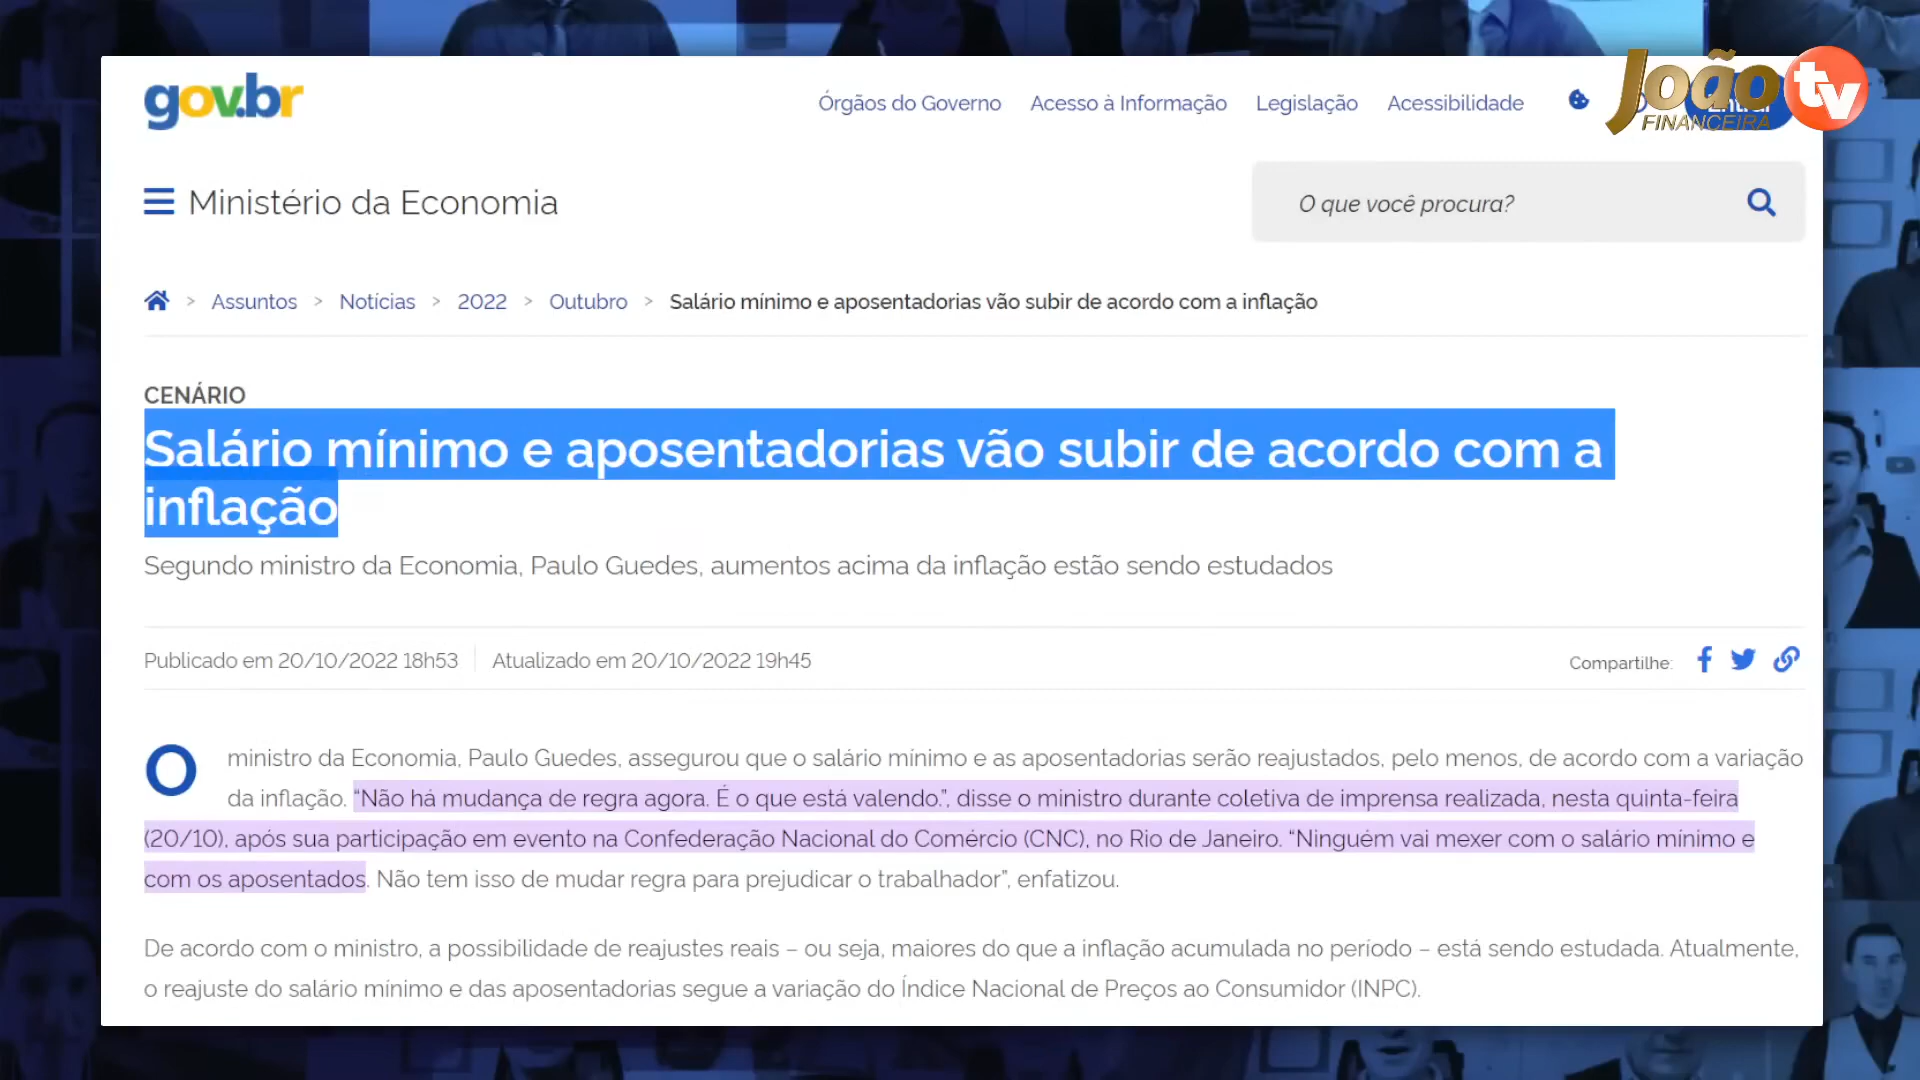 gov.br
Órgãos do Governo Acesso à Informação Legislação Acessibilidade
João tv
FINANCEIRA
Ministério da Economia
O que você procura?
> Assuntos > Notícias > 2022 > Outubro > Salário mínimo e aposentadorias vão subir de acordo com a inflação
CENÁRIO
Salário mínimo e aposentadorias vão subir de acordo com a
inflação
Segundo ministro da Economia, Paulo Guedes, aumentos acima da inflação estão sendo estudados
Publicado em 20/10/2022 18h53 Atualizado em 20/10/2022 19h45
Compartilhe:
O ministro da Economia, Paulo Guedes, assegurou que o salário mínimo e as aposentadorias serão reajustados, pelo menos, de acordo com a variação
da inflação. “Não há mudança de regra agora. É o que está valendo.”, disse o ministro durante coletiva de imprensa realizada, nesta quinta-feira
(20/10), após sua participação em evento na Confederação Nacional do Comércio (CNC), no Rio de Janeiro. “Ninguém vai mexer com o salário mínimo e
com os aposentados. Não tem isso de mudar regra para prejudicar o trabalhador”, enfatizou.
De acordo com o ministro, a possibilidade de reajustes reais – ou seja, maiores do que a inflação acumulada no período – está sendo estudada. Atualmente,
o reajuste do salário mínimo e das aposentadorias segue a variação do Índice Nacional de Preços ao Consumidor (INPC).